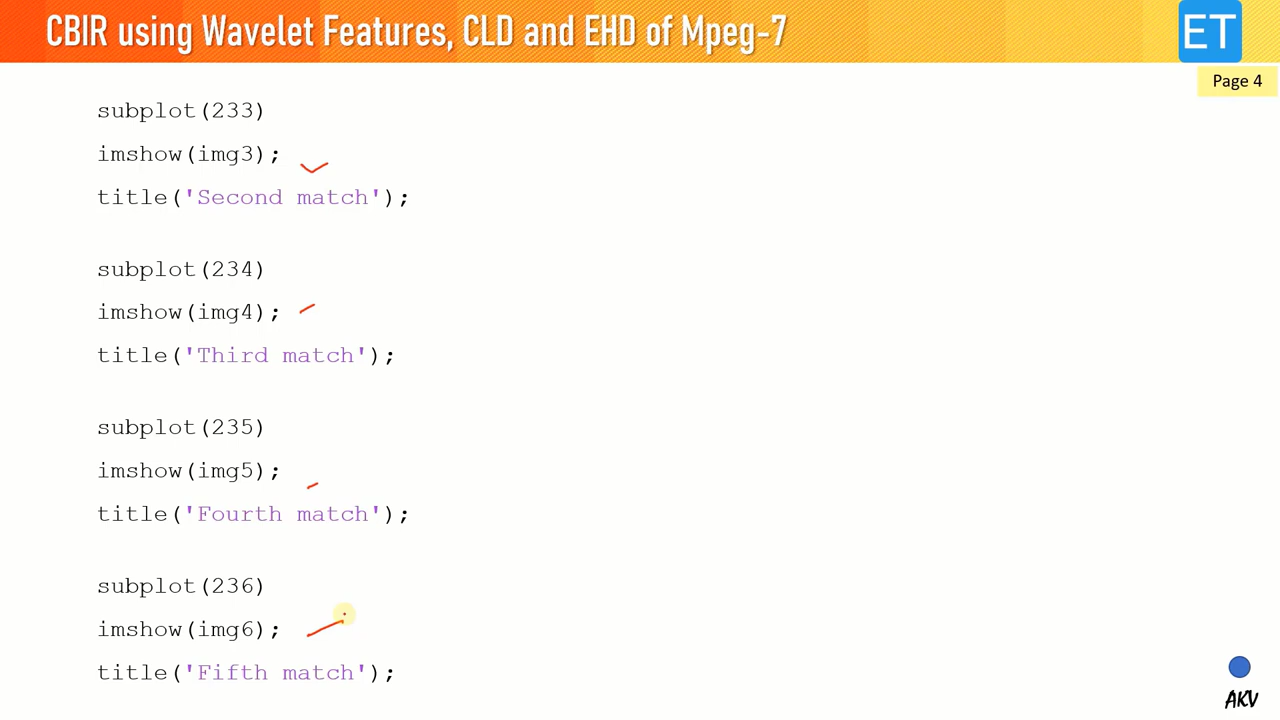 CBIR using Wavelet Features, CLD and EHD of Mpeg-7
ET
Page 4
subplot(233)
imshow(img3);
title('Second match');
subplot(234)
imshow(img4);
title('Third match');
subplot(235)
imshow(img5);
title('Fourth match');
subplot(236)
imshow(img6);
title('Fifth match');
AKV